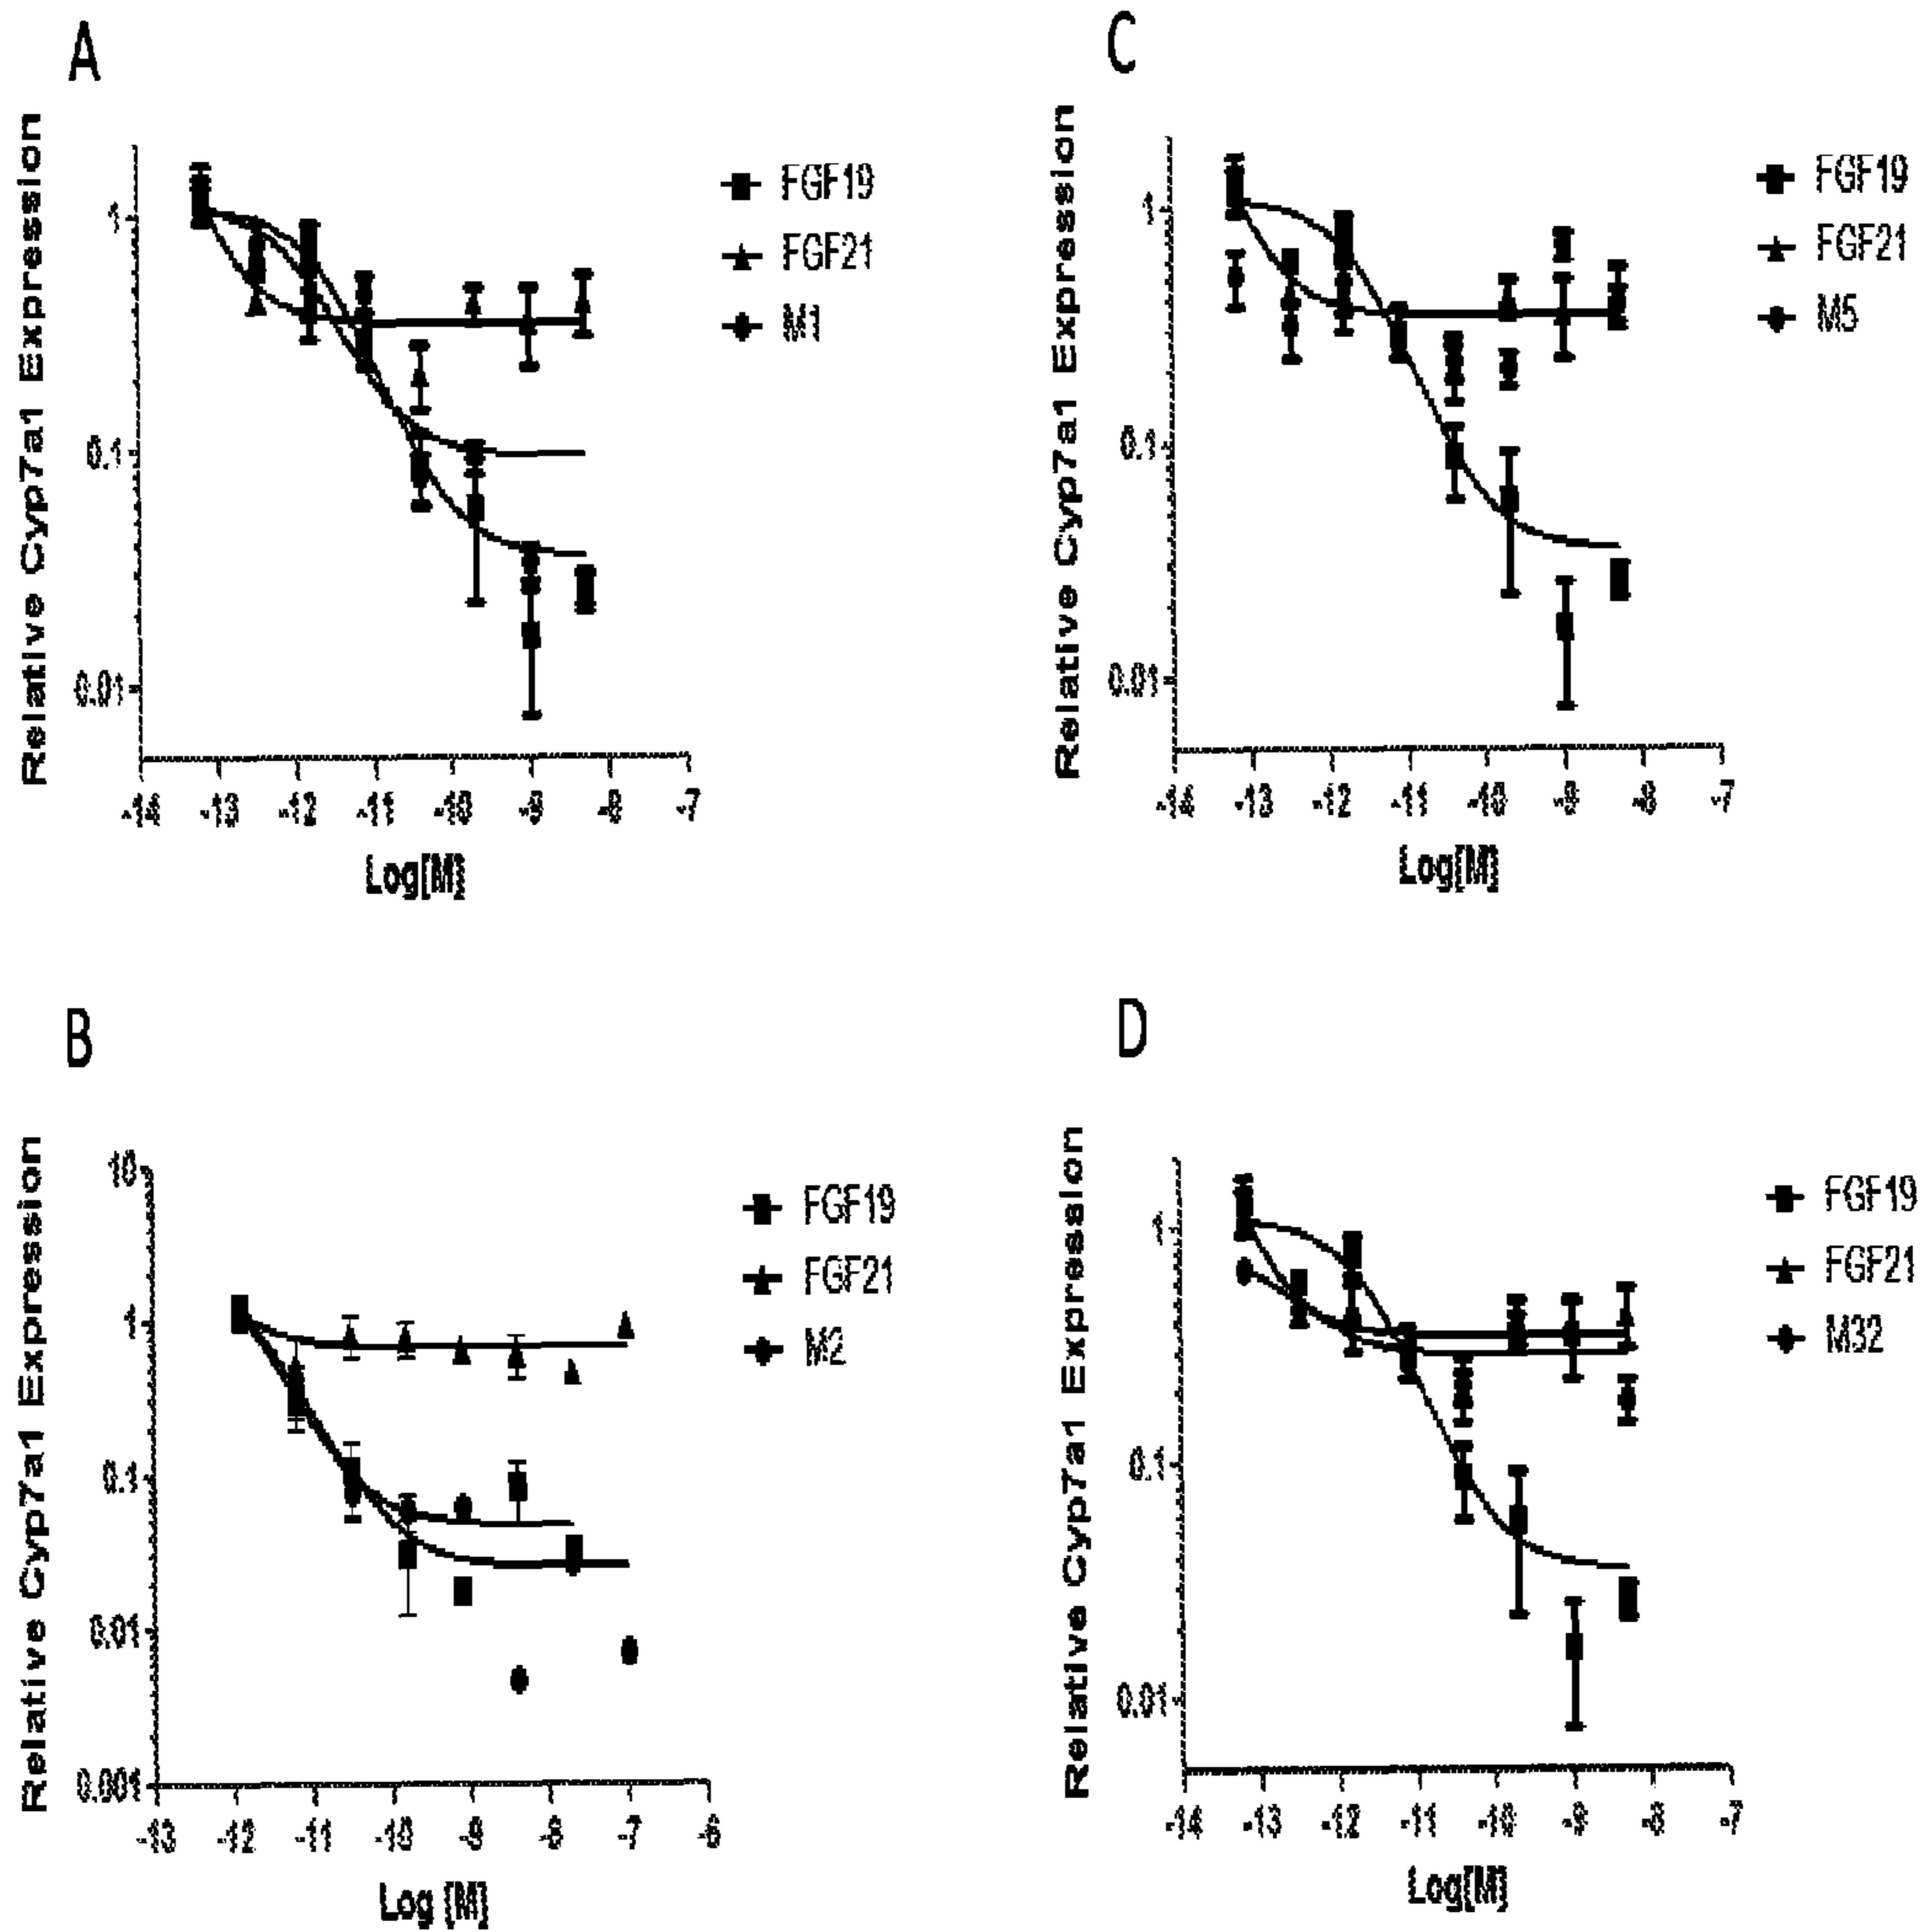 A
Relative Cyp7a1 Expression
1
0.1
0.01
-14 -13 -12 -11 -10 -9 -8 -7
Log[M]
FGF19
FGF21
M1
C
Relative Cyp7a1 Expression
1
0.1
0.01
-14 -13 -12 -11 -10 -9 -8 -7
Log[M]
FGF19
FGF21
M5
B
Relative Cyp7a1 Expression
10
1
0.1
0.01
0.001
-13 -12 -11 -10 -9 -8 -7 -6
Log [M]
FGF19
FGF21
M2
D
Relative Cyp7a1 Expression
1
0.1
0.01
-14 -13 -12 -11 -10 -9 -8 -7
Log[M]
FGF19
FGF21
M32